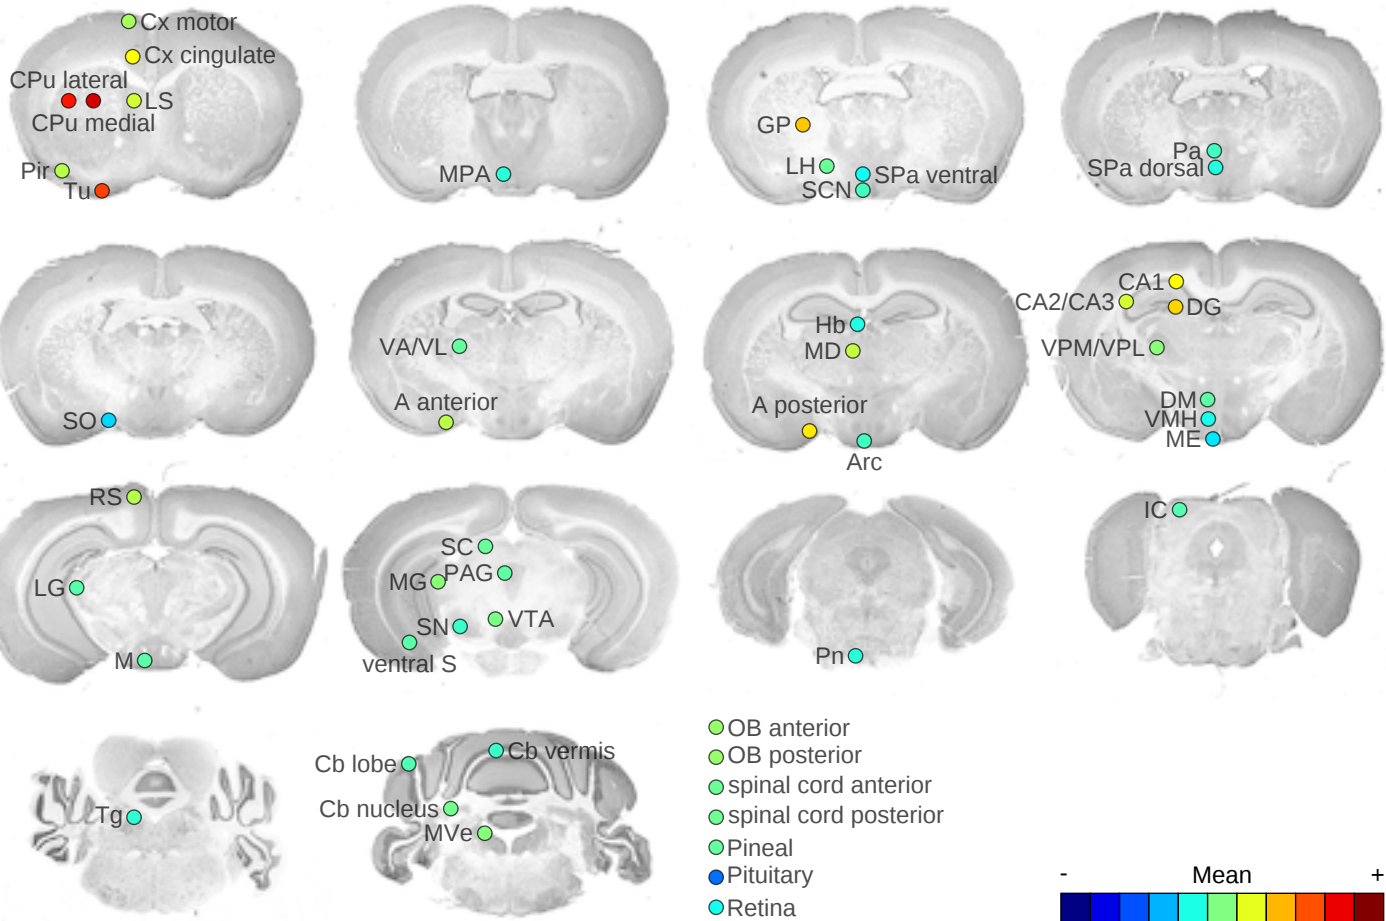 Cx motor
Cx cingulate
CPu lateral
LS
CPu medial
Pir
Tu
MPA
GP
LH
SPa ventral
SCN
Pa
SPa dorsal
SO
VA/VL
A anterior
Hb
MD
A posterior
Arc
CA1
CA2/CA3
DG
VPM/VPL
DM
VMH
ME
RS
LG
M
SC
MG
PAG
SN
VTA
ventral S
Pn
IC
Tg
Cb lobe
Cb vermis
Cb nucleus
MVe
OB anterior
OB posterior
spinal cord anterior
spinal cord posterior
Pineal
Pituitary
Retina
- Mean +